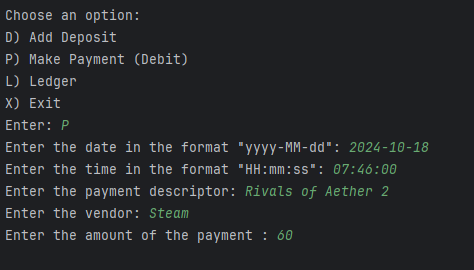 Choose an option:
D) Add Deposit
P) Make Payment (Debit)
L) Ledger
X) Exit
Enter: P
Enter the date in the format "yyyy-MM-dd": 2024-10-18
Enter the time in the format "HH:mm:ss": 07:46:00
Enter the payment descriptor: Rivals of Aether 2
Enter the vendor: Steam
Enter the amount of the payment : 60